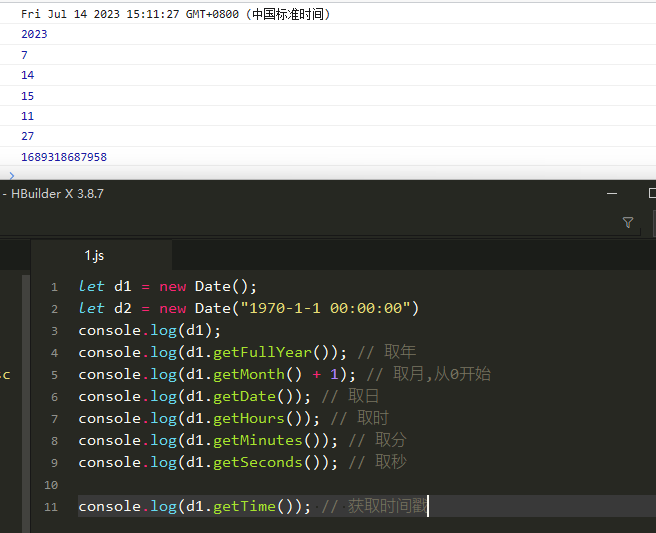 Fri Jul 14 2023 15:11:27 GMT+0800 (中国标准时间)
2023
7
14
15
11
27
1689318687958
- HBuilder X 3.8.7
1.js
sc
1 let d1 = new Date();
2 let d2 = new Date("1970-1-1 00:00:00")
3 console.log(d1);
4 console.log(d1.getFullYear()); // 取年
5 console.log(d1.getMonth() + 1); // 取月,从0开始
6 console.log(d1.getDate()); // 取日
7 console.log(d1.getHours()); // 取时
8 console.log(d1.getMinutes()); // 取分
9 console.log(d1.getSeconds()); // 取秒
10
11 console.log(d1.getTime()); // 获取时间戳